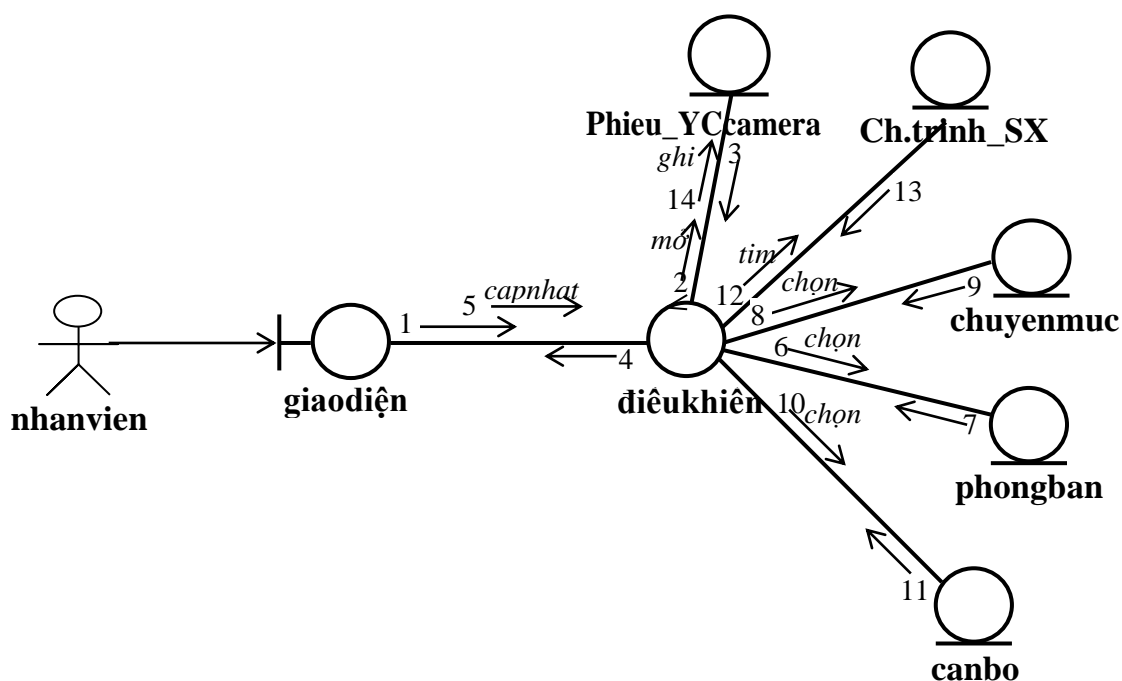 Phieu_YCcamera
Ch.trinh_SX
ghi
3
14
13
mở
tim
2
12
chọn
9
8
chuyenmuc
5
capnhat
1
4
6
chọn
giaodiện
điêukhiên
nhanvien
10
chọn
7
phongban
11
canbo